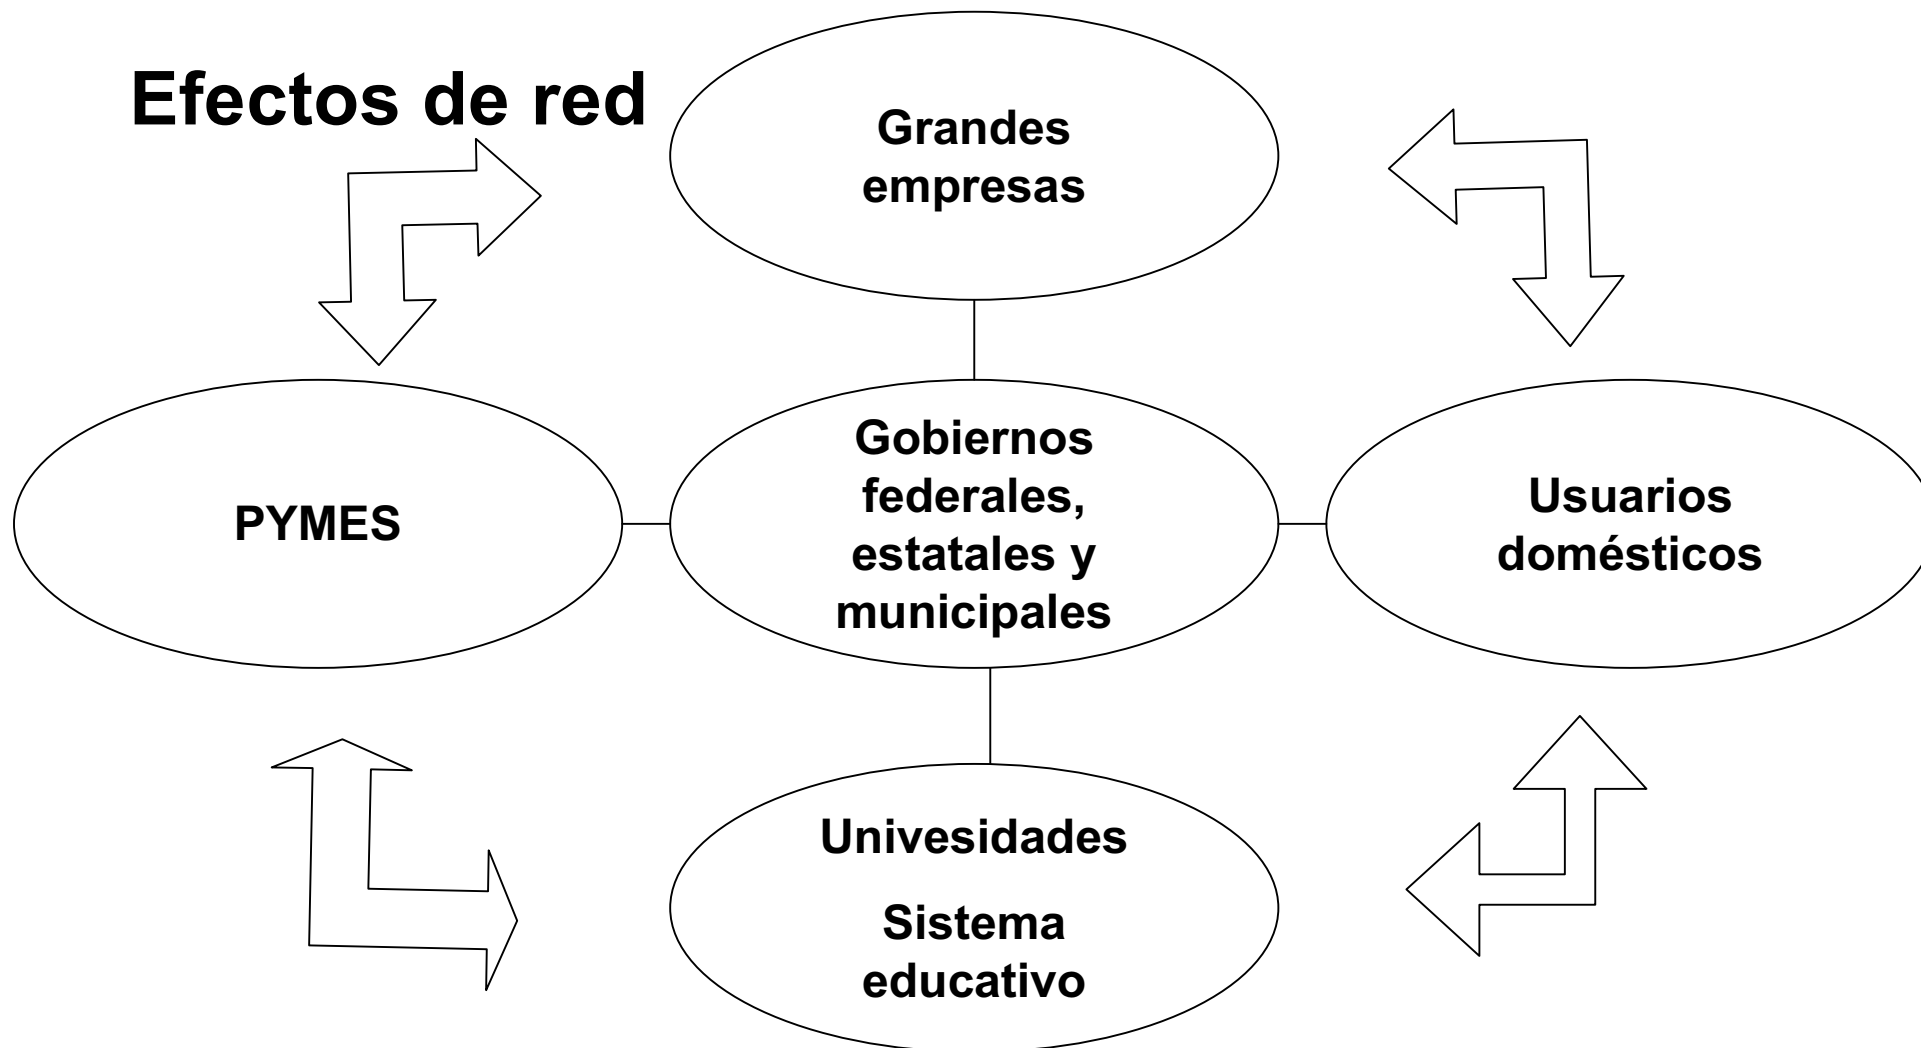 Efectos de red
Grandes
empresas
PYMES
Gobiernos
federales,
estatales y
municipales
Usuarios
domésticos
Univesidades
Sistema
educativo